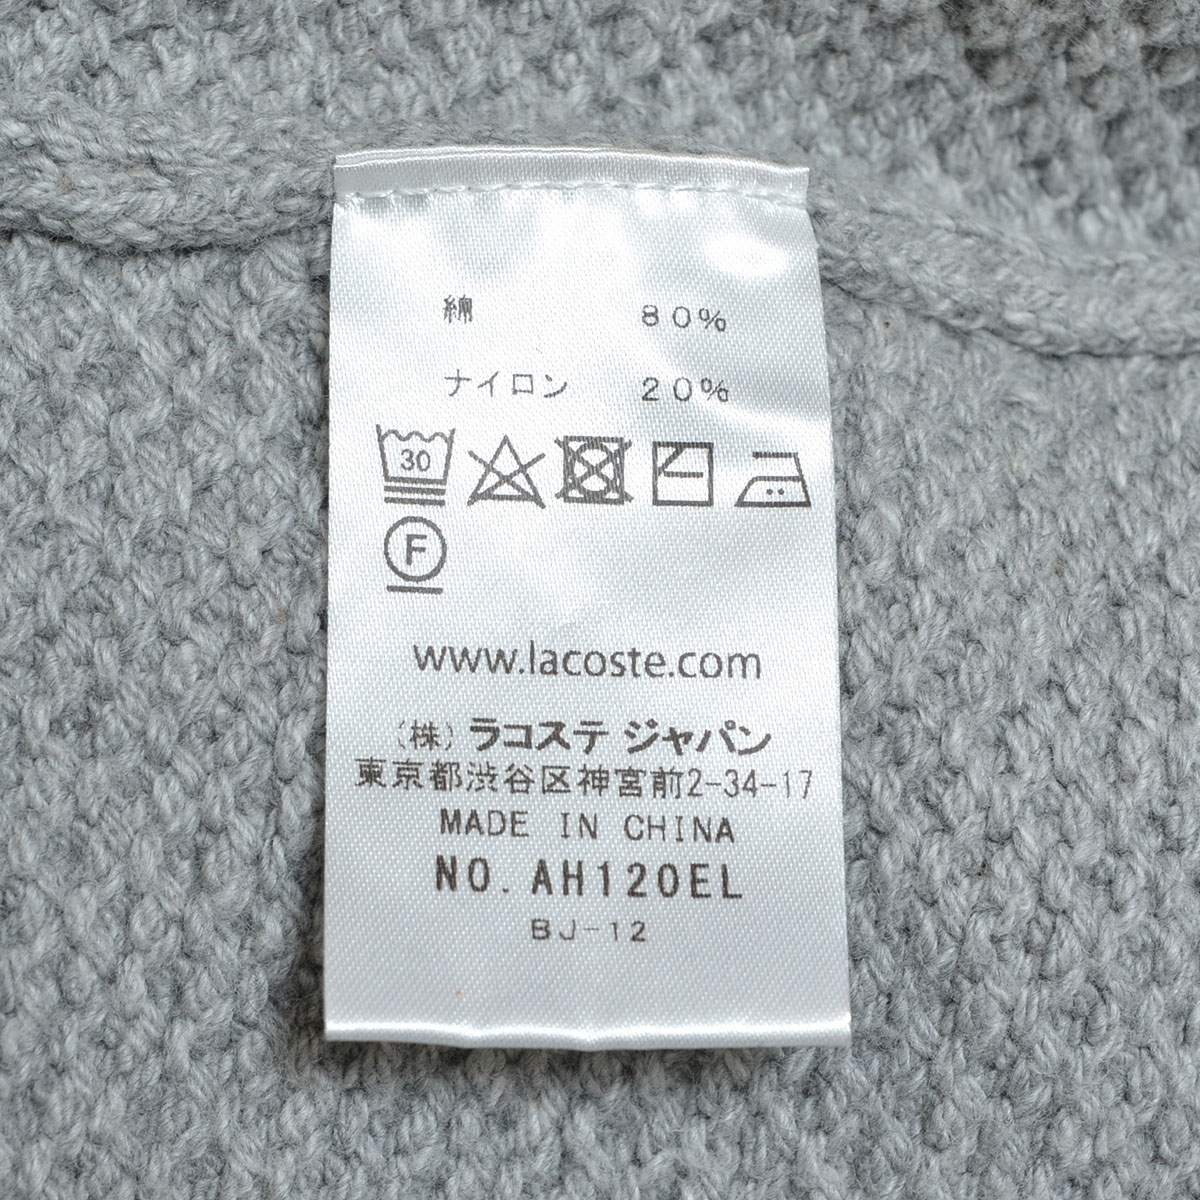 綿 80%
ナイロン 20%
30
F
www.lacoste.com
(株) ラコステ ジャパン
東京都渋谷区神宮前2-34-17
MADE IN CHINA
NO. AH120EL
BJ-12